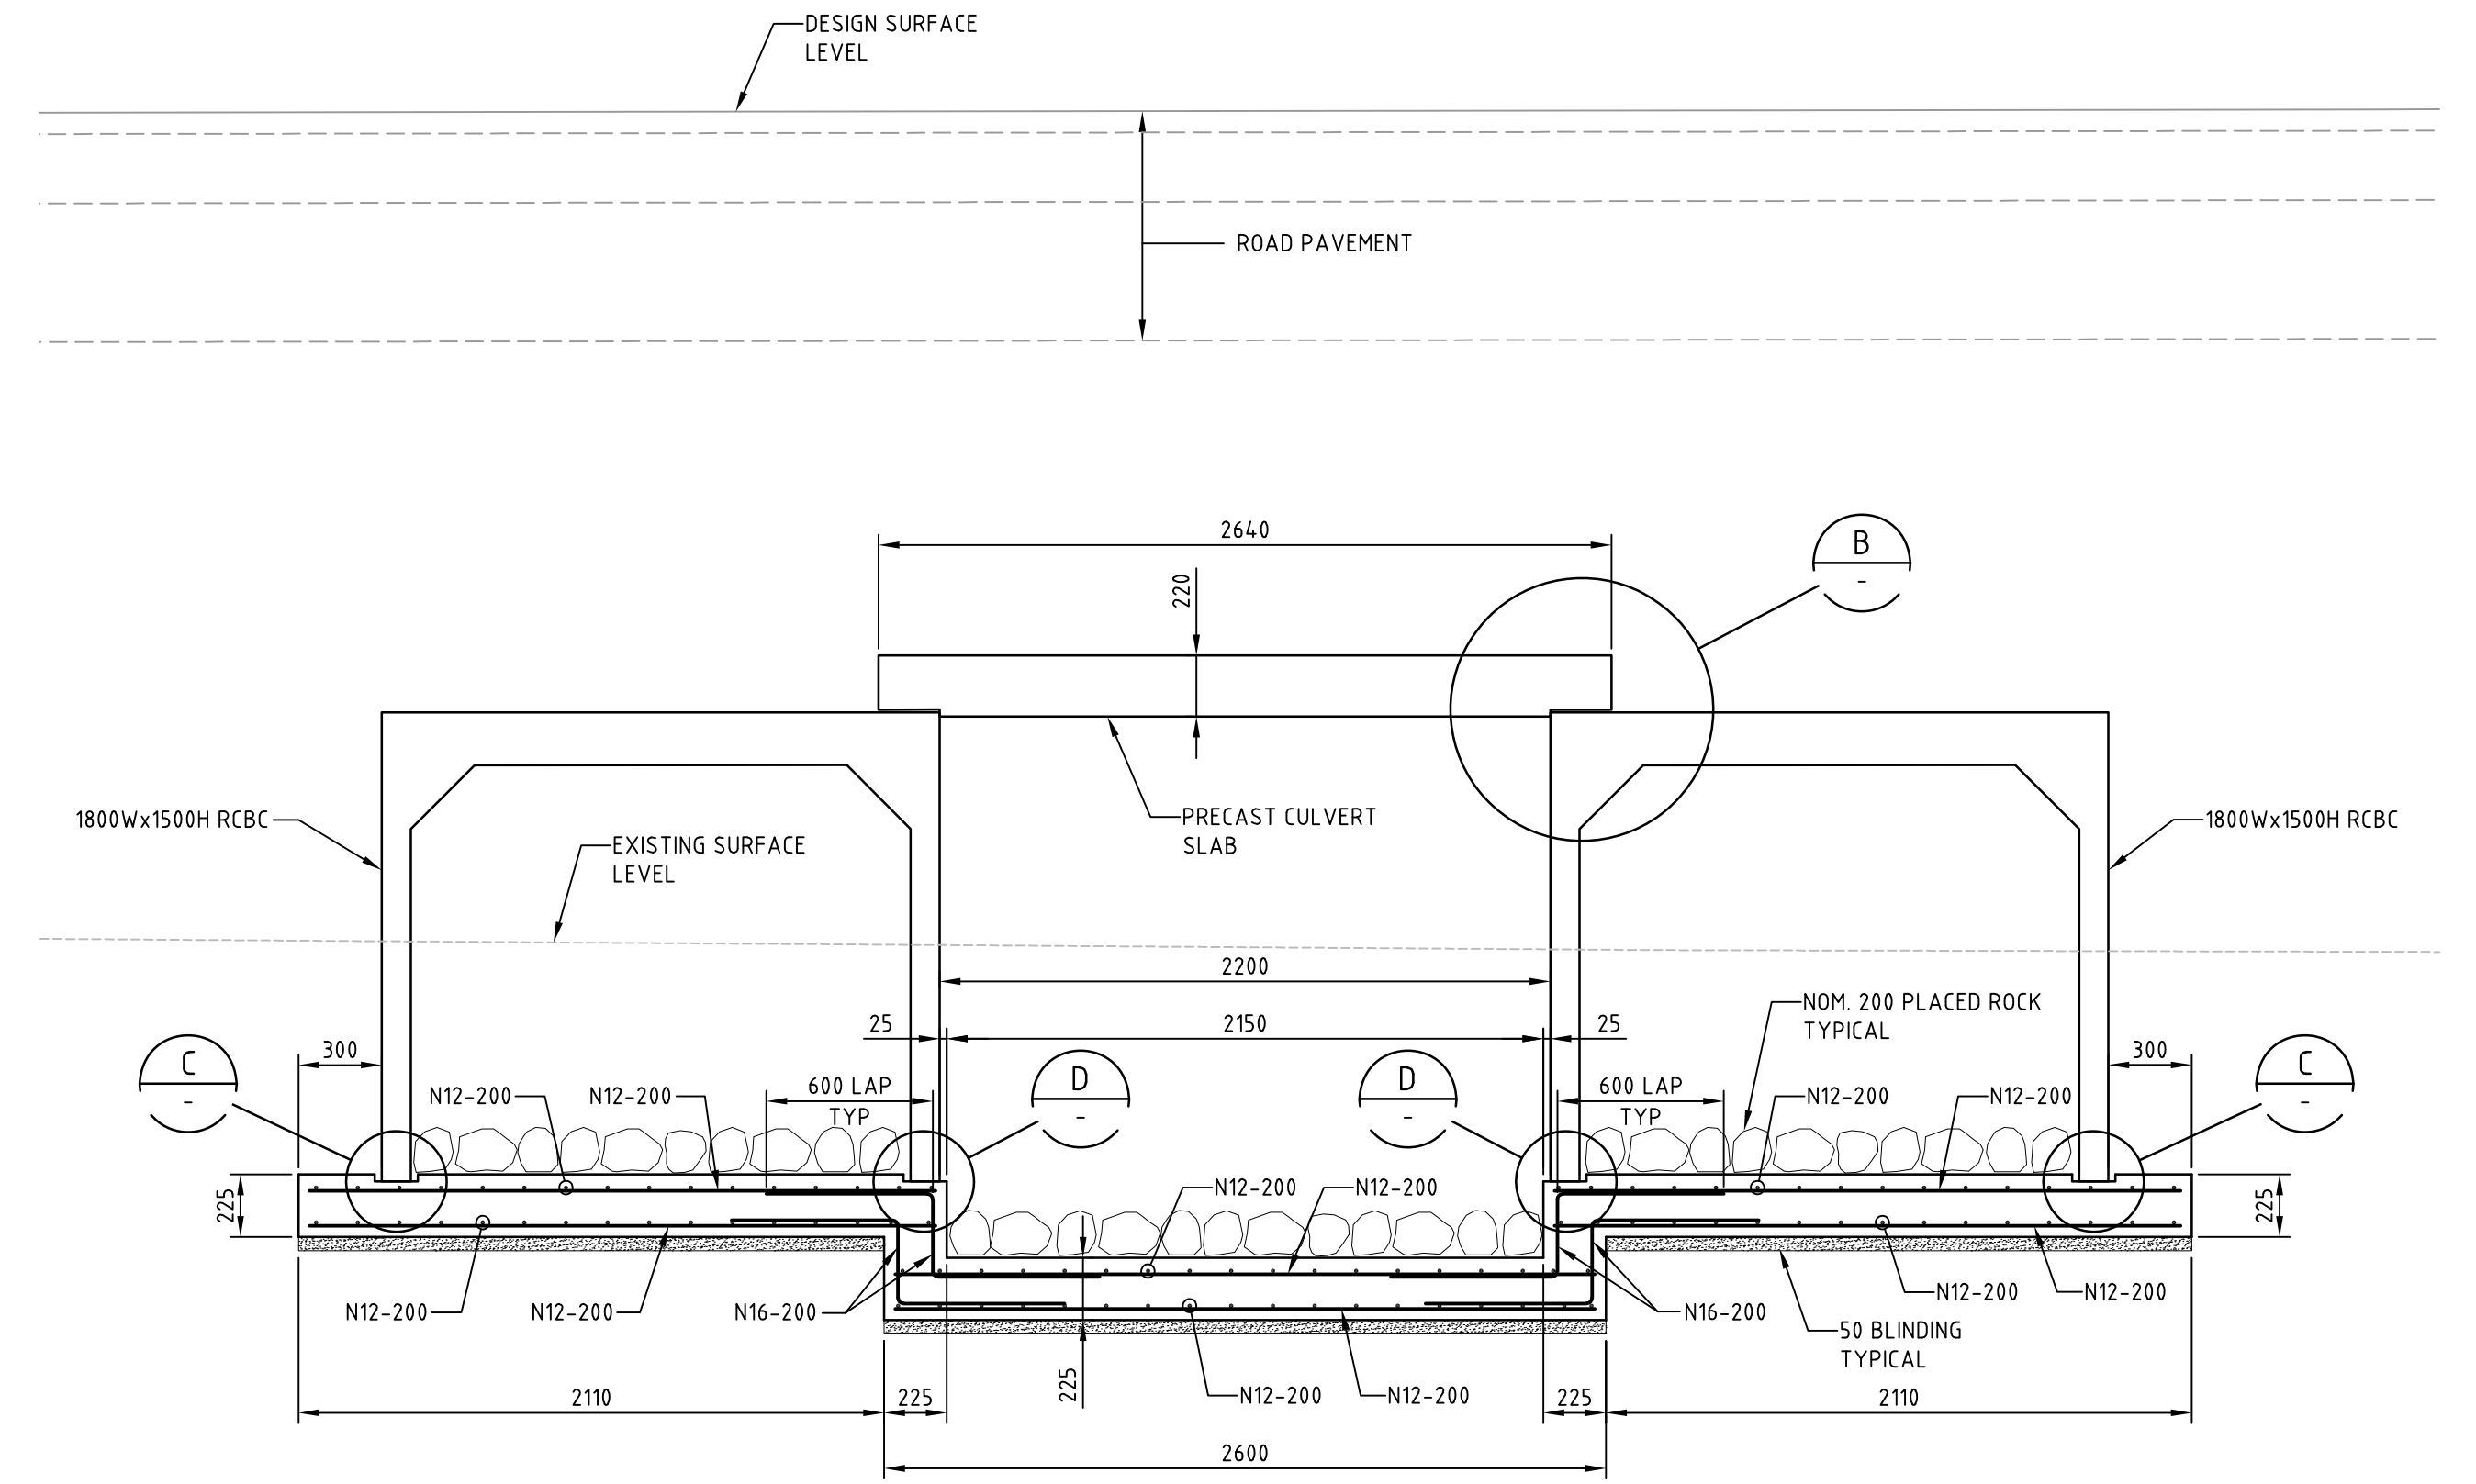 DESIGN SURFACE
LEVEL
ROAD PAVEMENT
2640
B
-
220
1800Wx1500H RCBC
EXISTING SURFACE
LEVEL
PRECAST CULVERT
SLAB
1800Wx1500H RCBC
2200
25
2150
25
NOM. 200 PLACED ROCK
TYPICAL
C
-
300
D
-
D
-
300
C
-
N12-200
N12-200
600 LAP
TYP
600 LAP
TYP
N12-200
N12-200
225
N12-200
N12-200
225
N12-200
N12-200
N16-200
N16-200
N12-200
N12-200
50 BLINDING
TYPICAL
2110
225
225
N12-200
N12-200
225
2110
2600